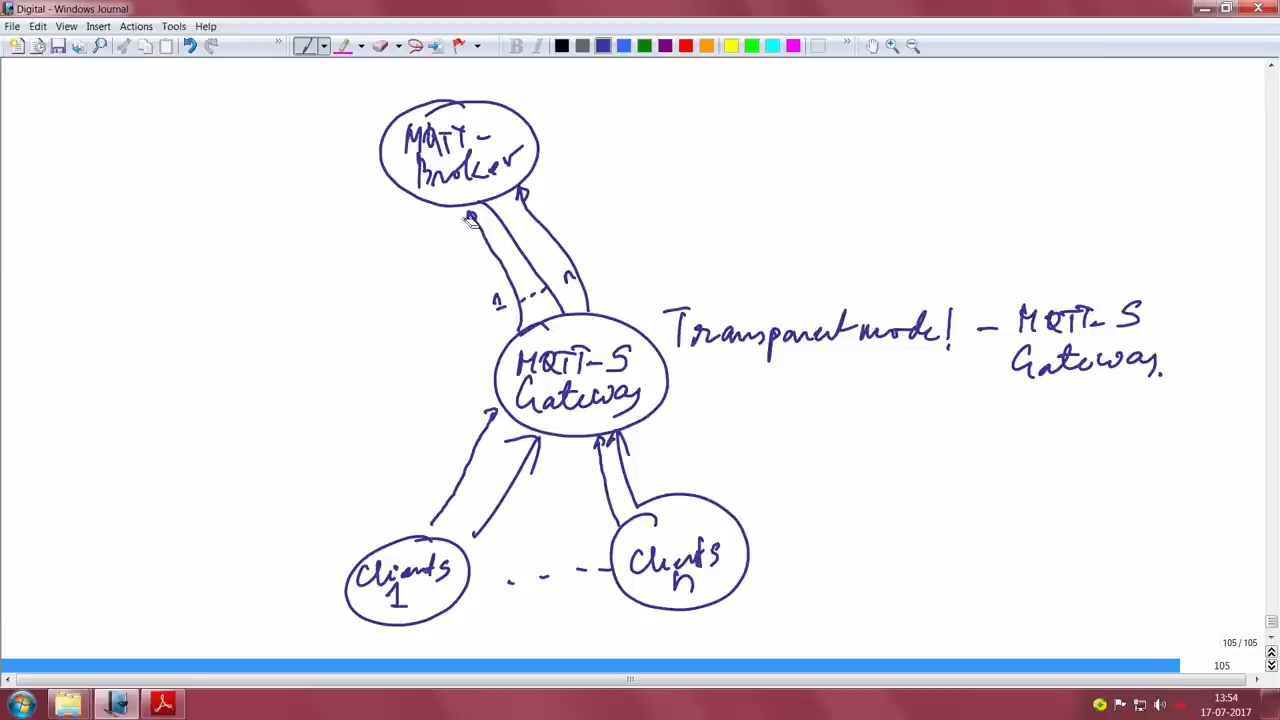 Digital - Windows Journal
File Edit View Insert Actions Tools Help
MQTT-
Broker
1
n
Transparent mode! - MQTT-S
Gateway.
MQTT-S
Gateway
Clients
1
Clients
n
105 / 105
105
13:54
17-07-2017